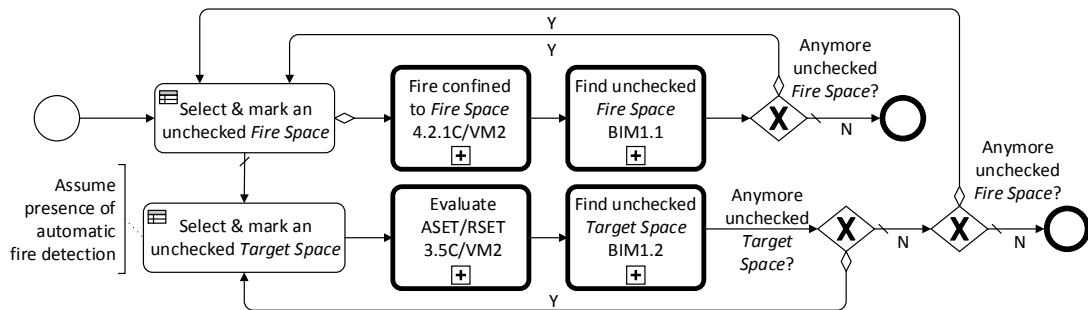 Y
Y
Anymore
unchecked
Fire Space?
Select & mark an
unchecked Fire Space
Fire confined
to Fire Space
4.2.1C/VM2
Find unchecked
Fire Space
BIM1.1
X
N
Assume
presence of
automatic
fire detection
Select & mark an
unchecked Target Space
Evaluate
ASET/RSET
3.5C/VM2
Find unchecked
Target Space
BIM1.2
Anymore
unchecked
Target
Space?
X
N
X
Anymore
unchecked
Fire Space?
N
Y